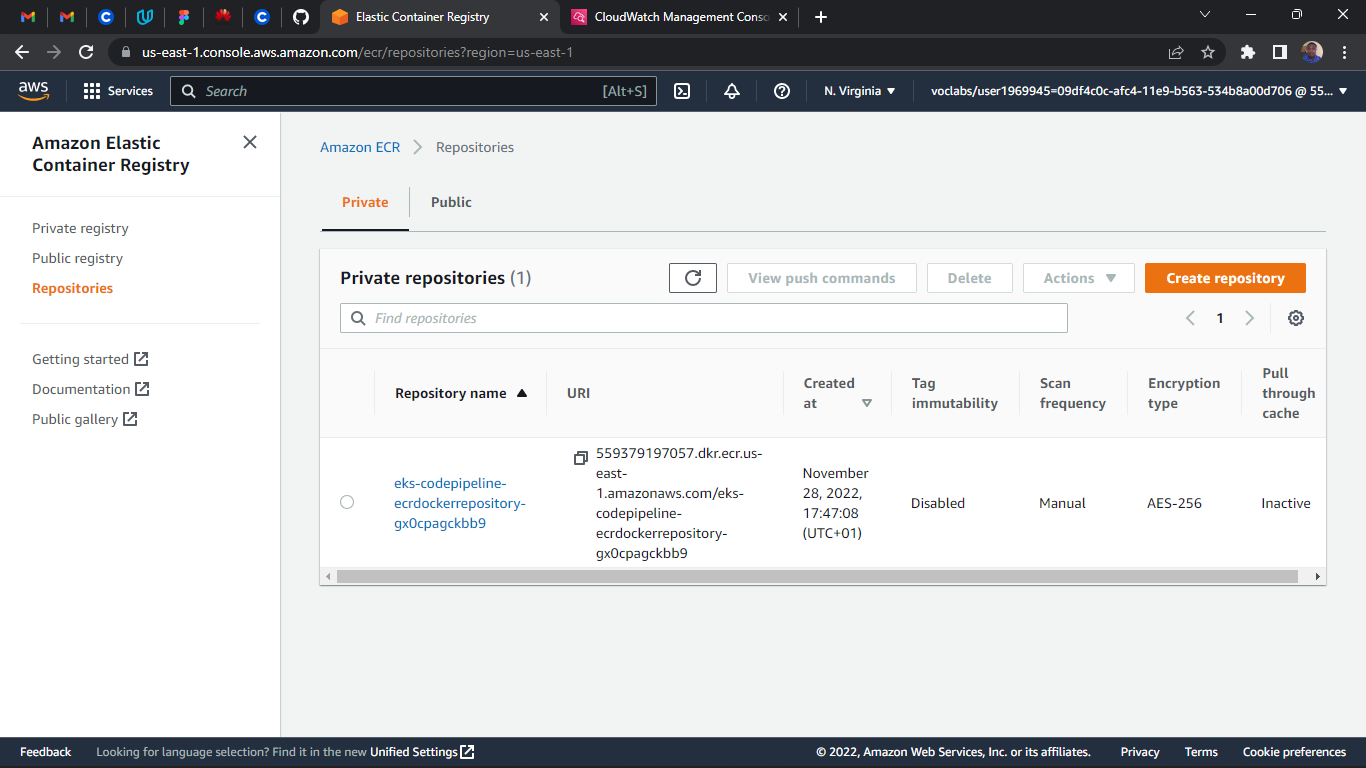 Elastic Container Registry
CloudWatch Management Conso
us-east-1.console.aws.amazon.com/ecr/repositories?region=us-east-1
aws
Services
Search
[Alt+S]
N. Virginia
voclabs/user1969945=09df4c0c-afc4-11e9-b563-534b8a00d706 @ 55...
Amazon Elastic
Container Registry
Private registry
Public registry
Repositories
Getting started
Documentation
Public gallery
Amazon ECR
Repositories
Private
Public
Private repositories (1)
View push commands
Delete
Actions
Create repository
Find repositories
1
Repository name
URI
Created
at
Tag
immutability
Scan
frequency
Encryption
type
Pull
through
cache
eks-codepipeline-
ecrdockerrepository-
gx0cpagckbb9
559379197057.dkr.ecr.us-
east-
1.amazonaws.com/eks-
codepipeline-
ecrdockerrepository-
gx0cpagckbb9
November
28, 2022,
17:47:08
(UTC+01)
Disabled
Manual
AES-256
Inactive
Feedback
Looking for language selection? Find it in the new Unified Settings
© 2022, Amazon Web Services, Inc. or its affiliates.
Privacy
Terms
Cookie preferences